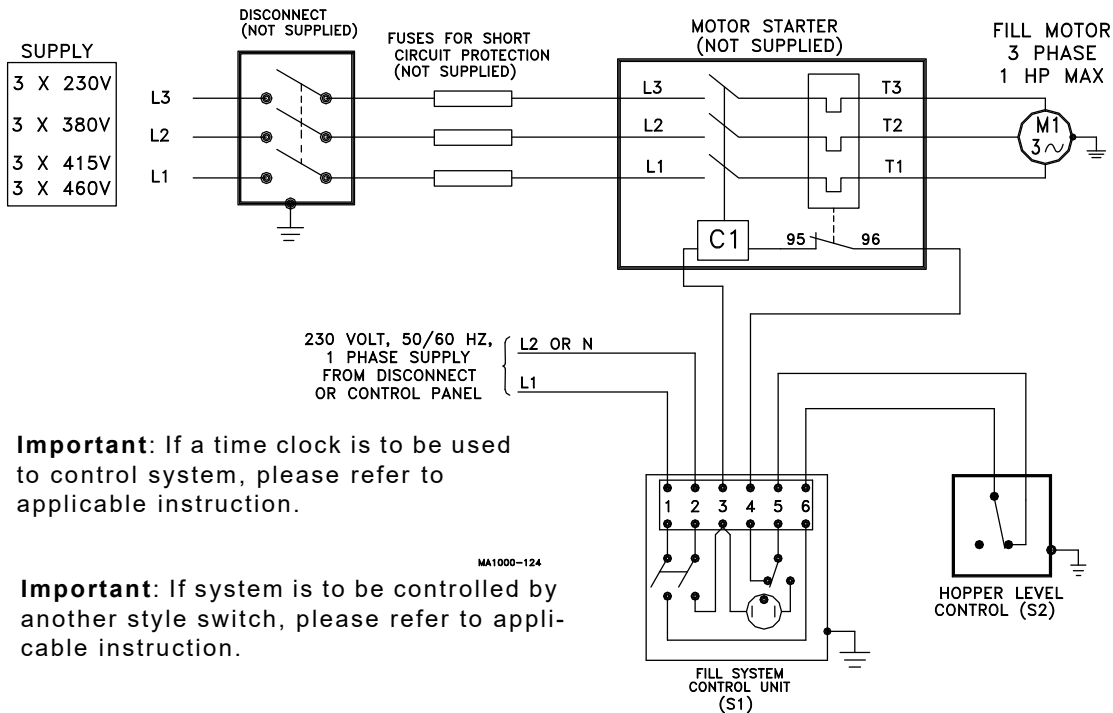 DISCONNECT
(NOT SUPPLIED)
FUSES FOR SHORT
CIRCUIT PROTECTION
(NOT SUPPLIED)
MOTOR STARTER
(NOT SUPPLIED)
FILL MOTOR
3 PHASE
1 HP MAX
SUPPLY
3 X 230V
3 X 380V
3 X 415V
3 X 460V
L3
L2
L1
L3
L2
L1
T3
T2
T1
M1
3~
C1
95
96
230 VOLT, 50/60 HZ,
1 PHASE SUPPLY
FROM DISCONNECT
OR CONTROL PANEL
L2 OR N
L1
Important: If a time clock is to be used
to control system, please refer to
applicable instruction.
MA1000-124
Important: If system is to be controlled by
another style switch, please refer to appli-
cable instruction.
1 2 3 4 5 6
FILL SYSTEM
CONTROL UNIT
(S1)
HOPPER LEVEL
CONTROL (S2)